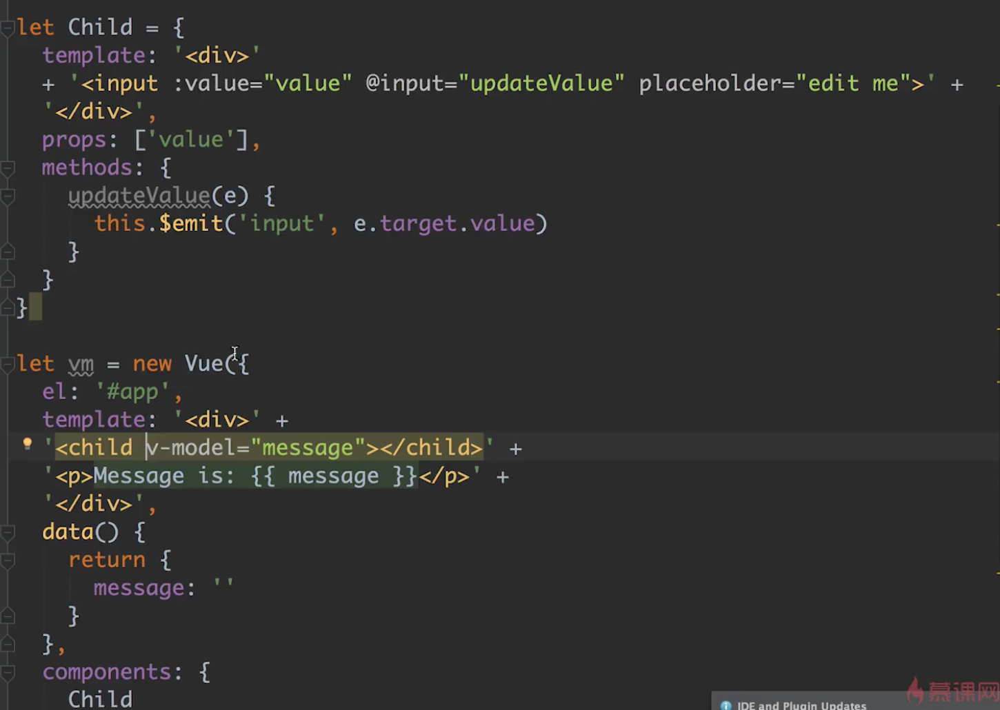 let Child = {
  template: '<div>'
  + '<input :value="value" @input="updateValue" placeholder="edit me">' +
  '</div>',
  props: ['value'],
  methods: {
    updateValue(e) {
      this.$emit('input', e.target.value)
    }
  }
}
let vm = new Vue({
  el: '#app',
  template: '<div>' +
  '<child v-model="message"></child>' +
  '<p>Message is: {{ message }}</p>' +
  '</div>',
  data() {
    return {
      message: ''
    }
  },
  components: {
    Child
慕课网
IDE and Plugin Updates